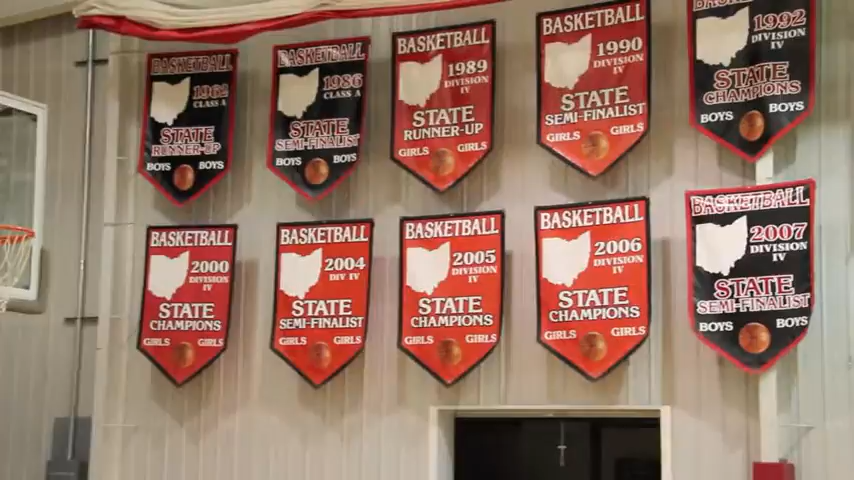 BASKETBALL
1962
CLASS A
STATE
RUNNER-UP
BOYS BOYS
BASKETBALL
1986
CLASS A
STATE
SEMI-FINALIST
BOYS BOYS
BASKETBALL
1989
DIVISION
IV
STATE
RUNNER-UP
GIRLS GIRLS
BASKETBALL
1990
DIVISION
IV
STATE
SEMI-FINALIST
GIRLS GIRLS
BASKETBALL
1992
DIVISION
IV
STATE
CHAMPIONS
BOYS BOYS
BASKETBALL
2000
DIVISION
IV
STATE
CHAMPIONS
GIRLS GIRLS
BASKETBALL
2004
DIV IV
STATE
SEMI-FINALIST
GIRLS GIRLS
BASKETBALL
2005
DIVISION
IV
STATE
CHAMPIONS
GIRLS GIRLS
BASKETBALL
2006
DIVISION
IV
STATE
CHAMPIONS
GIRLS GIRLS
BASKETBALL
2007
DIVISION
IV
STATE
SEMI-FINALIST
BOYS BOYS